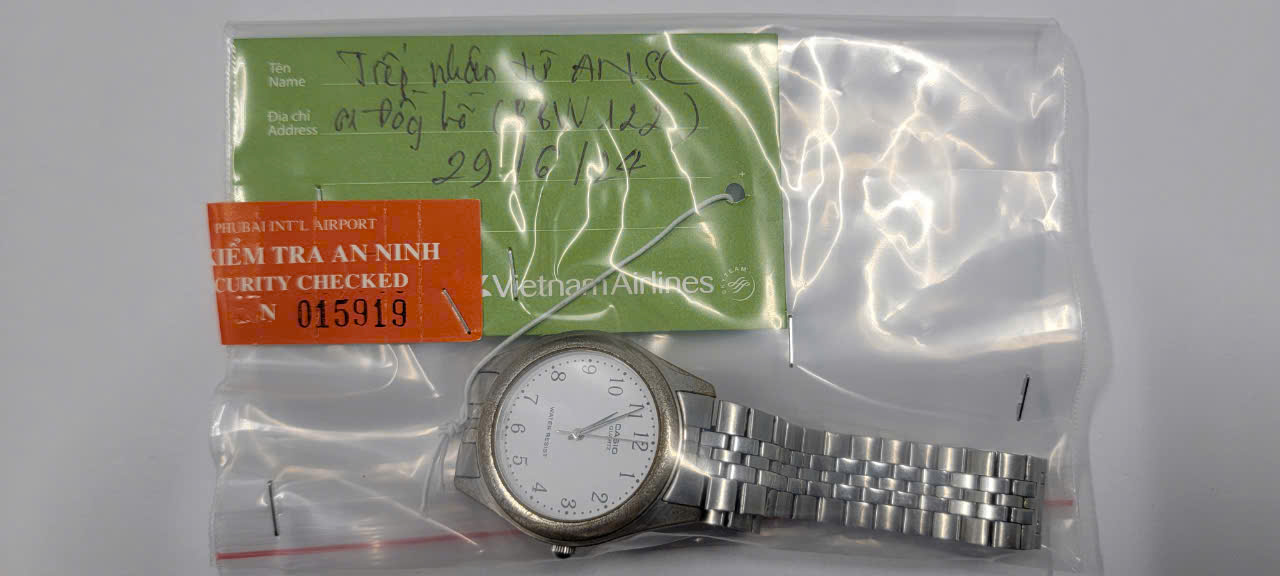 Tên
Name
Tiếp nhận từ ANSC
Địa chỉ
Address
01 đồng hồ
29/6/24
PHUBAI INT'L AIRPORT
KIỂM TRA AN NINH
CURITY CHECKED
N 015919
Vietnam Airlines
SKYTEAM
CASIO
QUARTZ
WATER RESIST
12
1
2
3
4
5
6
7
8
9
10
11